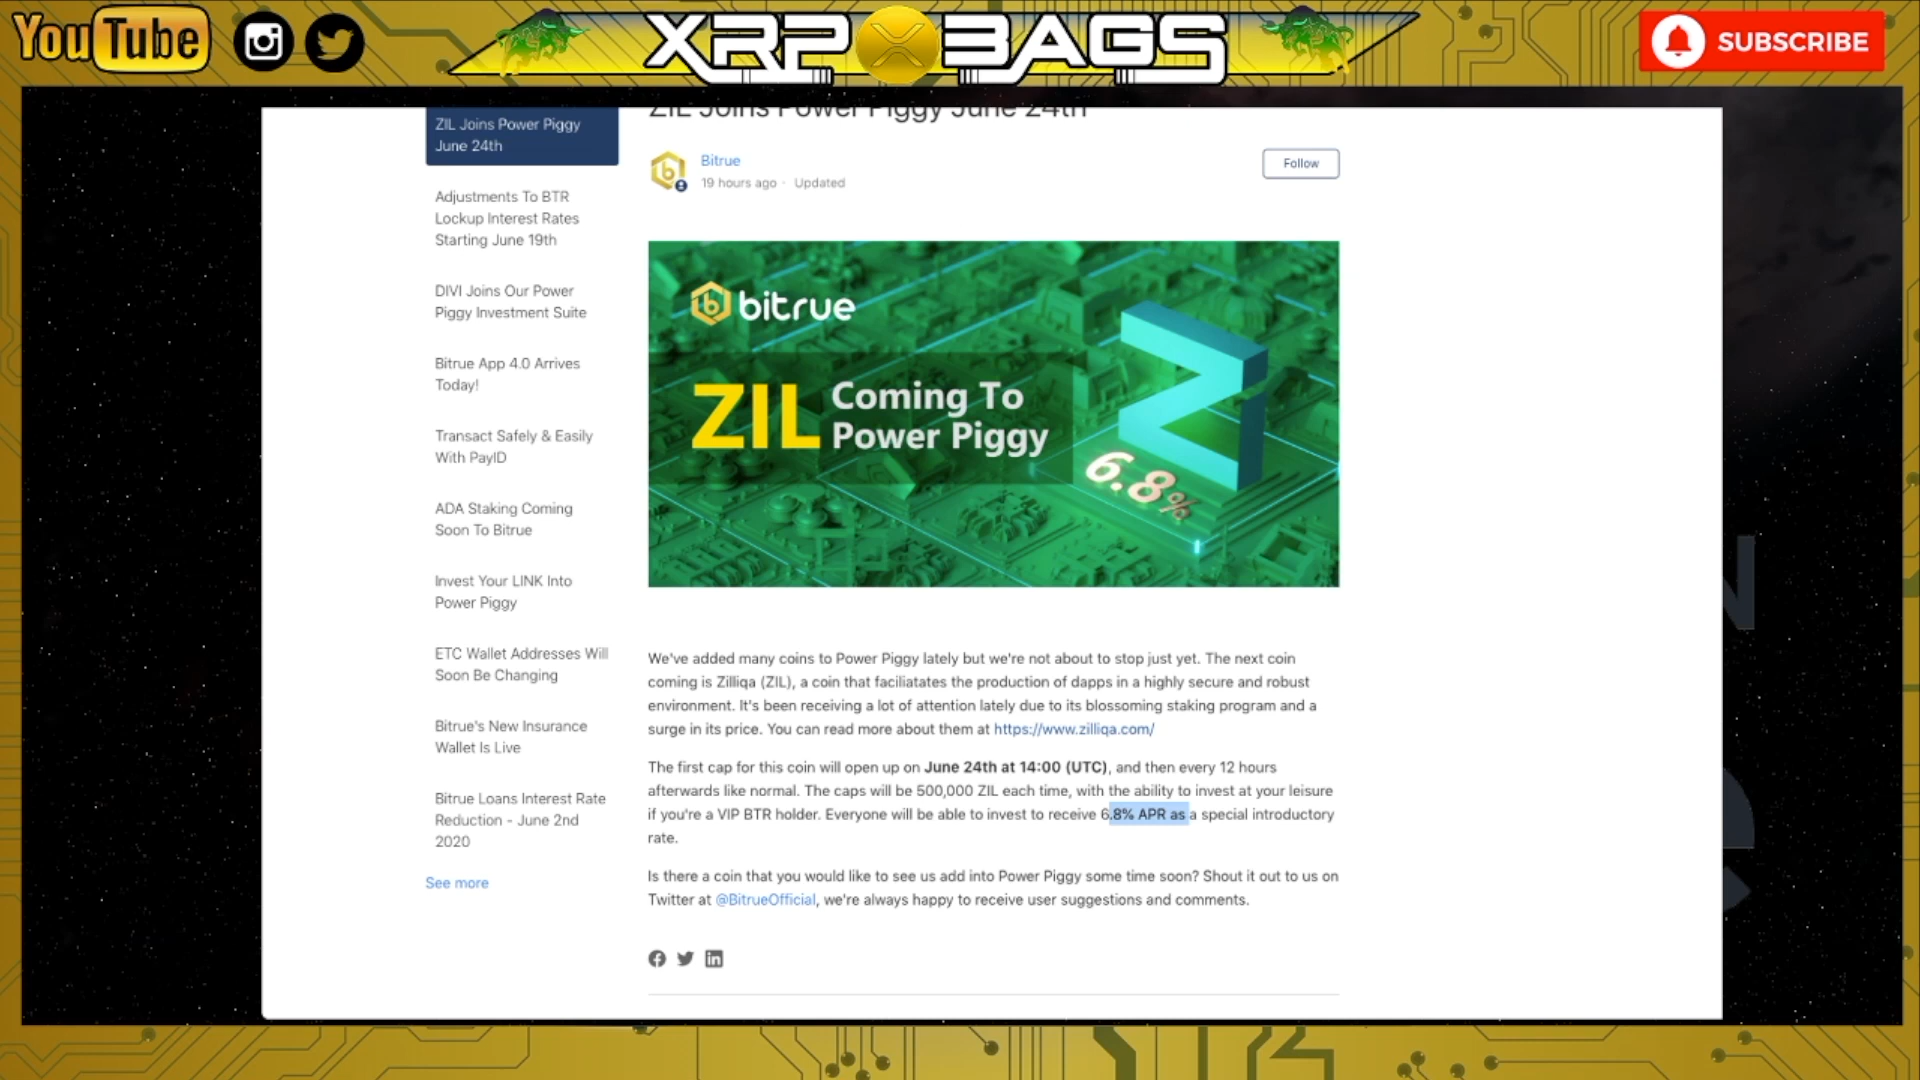 YouTube
XRP BAGS
SUBSCRIBE
ZIL Joins Power Piggy June 24th
ZIL Joins Power Piggy
June 24th
Bitrue
19 hours ago · Updated
Follow
Adjustments To BTR
Lockup Interest Rates
Starting June 19th
DIVI Joins Our Power
Piggy Investment Suite
Bitrue App 4.0 Arrives
Today!
Transact Safely & Easily
With PayID
ADA Staking Coming
Soon To Bitrue
Invest Your LINK Into
Power Piggy
ETC Wallet Addresses Will
Soon Be Changing
Bitrue's New Insurance
Wallet Is Live
Bitrue Loans Interest Rate
Reduction - June 2nd
2020
See more
bitrue
ZIL Coming To
Power Piggy
6.8%
We've added many coins to Power Piggy lately but we're not about to stop just yet. The next coin
coming is Zilliqa (ZIL), a coin that faciliatates the production of dapps in a highly secure and robust
environment. It's been receiving a lot of attention lately due to its blossoming staking program and a
surge in its price. You can read more about them at https://www.zilliqa.com/
The first cap for this coin will open up on June 24th at 14:00 (UTC), and then every 12 hours
afterwards like normal. The caps will be 500,000 ZIL each time, with the ability to invest at your leisure
if you're a VIP BTR holder. Everyone will be able to invest to receive 6.8% APR as a special introductory
rate.
Is there a coin that you would like to see us add into Power Piggy some time soon? Shout it out to us on
Twitter at @BitrueOfficial, we're always happy to receive user suggestions and comments.